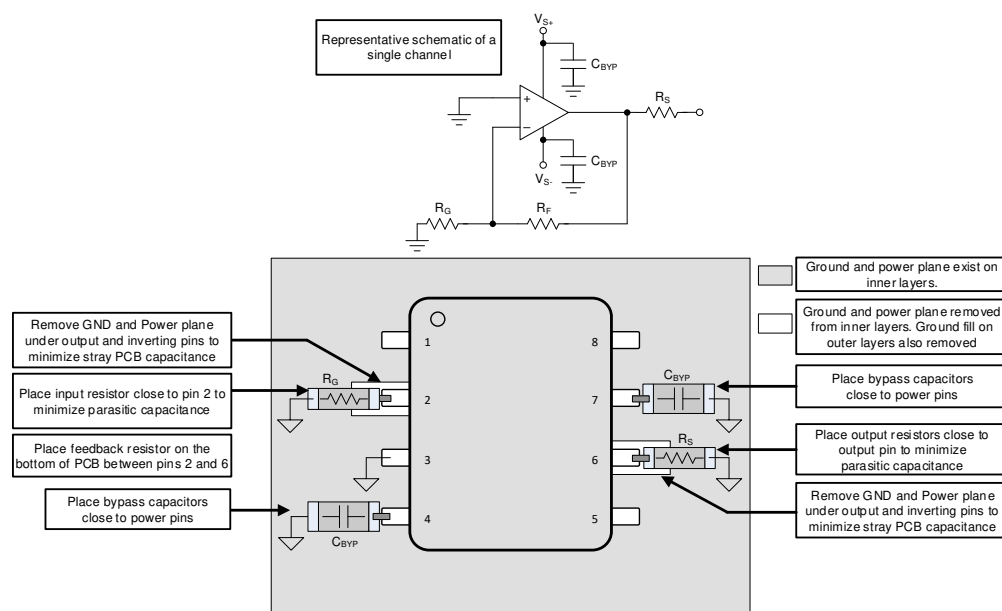 Representative schematic of a
single channel
VS+
CBYP
+
−
RS
CBYP
VS-
RG
RF
Ground and power plane exist on
inner layers.
Ground and power plane removed
from inner layers. Ground fill on
outer layers also removed
Remove GND and Power plane
under output and inverting pins to
minimize stray PCB capacitance
Place input resistor close to pin 2 to
minimize parasitic capacitance
Place feedback resistor on the
bottom of PCB between pins 2 and 6
Place bypass capacitors
close to power pins
1
8
RG
2
7
CBYP
3
6
RS
4
5
CBYP
Place bypass capacitors
close to power pins
Place output resistors close to
output pin to minimize
parasitic capacitance
Remove GND and Power plane
under output and inverting pins to
minimize stray PCB capacitance